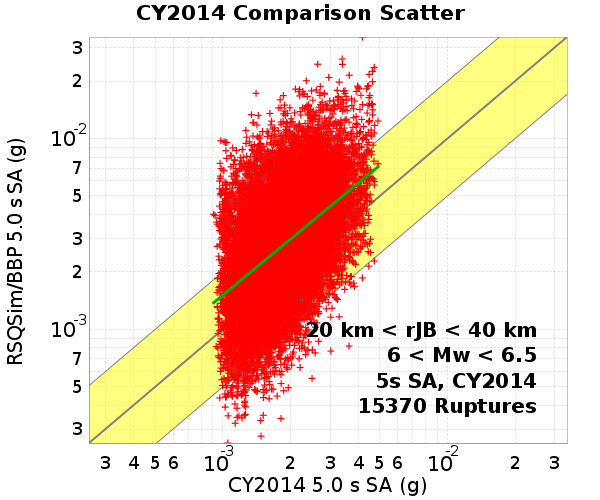 CY2014 Comparison Scatter
RSQSim/BBP 5.0 s SA (g)
3
2
10-2
7
5
3
2
10-3
7
5
3
20 km < rJB < 40 km
6 < Mw < 6.5
5s SA, CY2014
15370 Ruptures
3 4 5 6 10-3 2 3 4 5 6 10-2 2 3
CY2014 5.0 s SA (g)